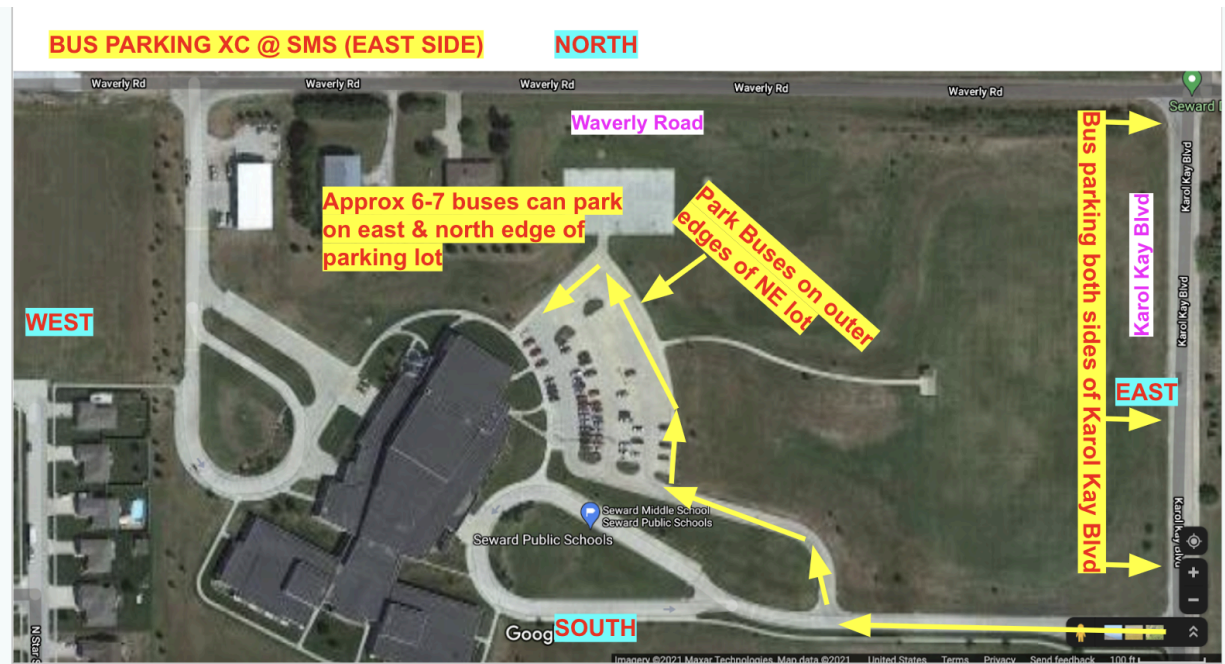 BUS PARKING XC @ SMS (EAST SIDE)
NORTH
Waverly Rd
Waverly Rd
Waverly Rd
Waverly Rd
Waverly Rd
Seward
Waverly Road
Approx 6-7 buses can park
on east & north edge of
parking lot
Park Buses on outer
edges of NE lot
Bus parking both sides of Karol Kay Blvd
Karol Kay Blvd
Karol Kay Blvd
Karol Kay Blvd
Karol Kay Blvd
WEST
EAST
Seward Middle School
Seward Public Schools
Seward Public Schools
N Star
Goog
SOUTH
Imagery ©2021 Maxar Technologies, Map data ©2021
United States
Terms
Privacy
Send feedback
100 ft